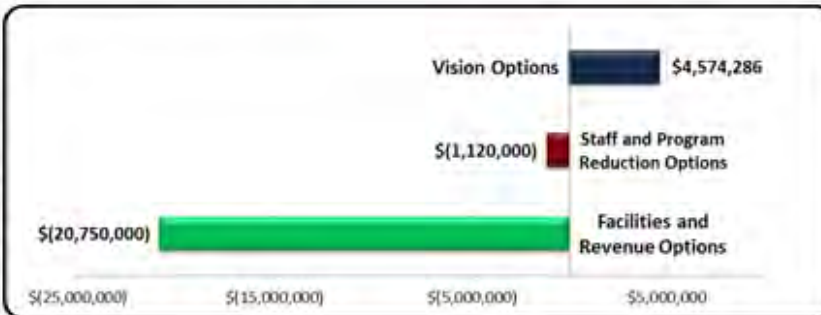 Vision Options $4,574,286
$(1,120,000) Staff and Program
Reduction Options
$(20,750,000) Facilities and
Revenue Options
$(25,000,000) $(15,000,000) $(5,000,000) $5,000,000